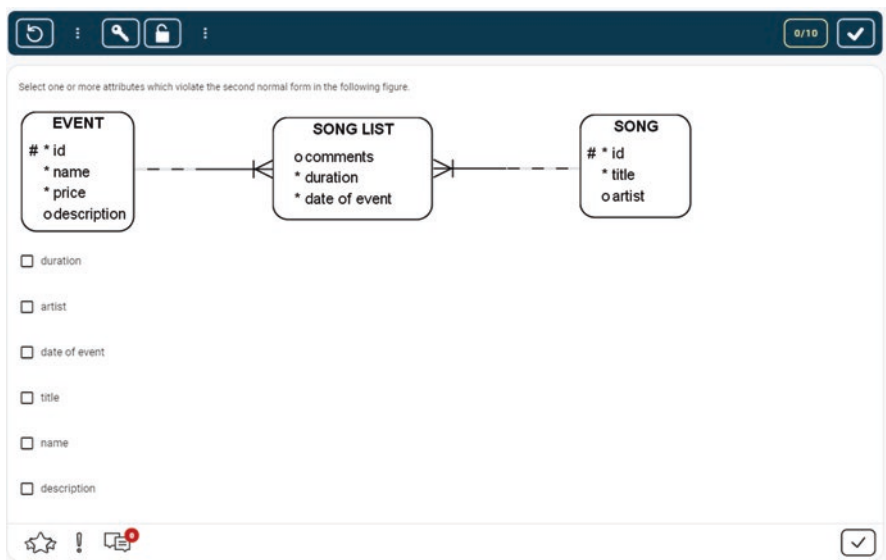 0/10
Select one or more attributes which violate the second normal form in the following figure.
EVENT
# * id
* name
* price
o description
SONG LIST
o comments
* duration
* date of event
SONG
# * id
* title
o artist
duration
artist
date of event
title
name
description
0